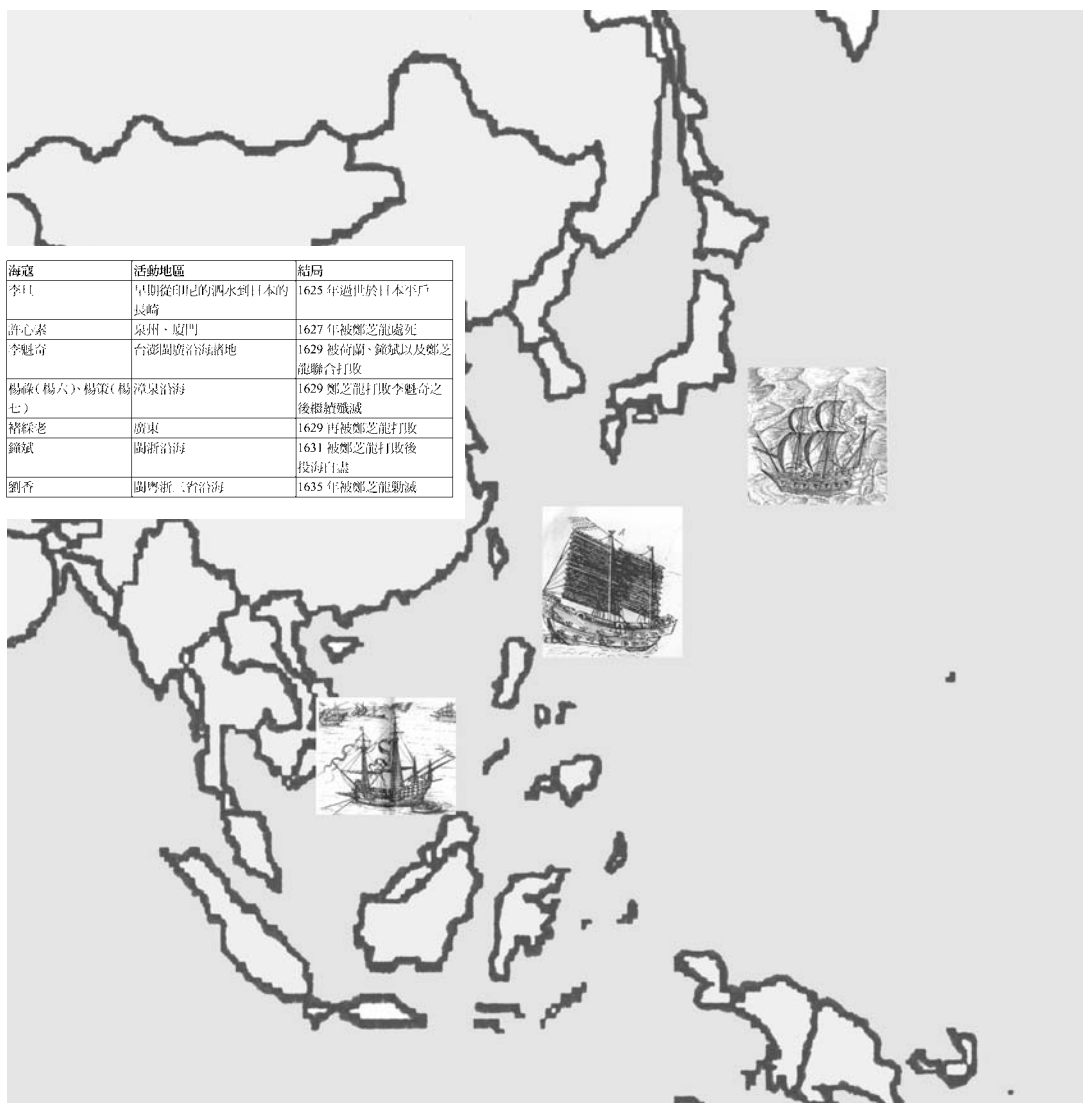 海寇 活動地區 結局
李旦 早期從印尼的泗水到日本的 1625 年過世於日本平戶
長崎
許心素 泉州、廈門 1627 年被鄭芝龍處死
李魁奇 台澎閩廣沿海諸地 1629 被荷蘭、鐘斌以及鄭芝
龍聯合打敗
楊祿(楊六)、楊策(楊 漳泉沿海 1629 鄭芝龍打敗李魁奇之
七) 後繼續殲滅
褚綵老 廣東 1629 再被鄭芝龍打敗
鐘斌 閩浙沿海 1631 被鄭芝龍打敗後
投海自盡
劉香 閩粵浙三省沿海 1635 年被鄭芝龍勦滅